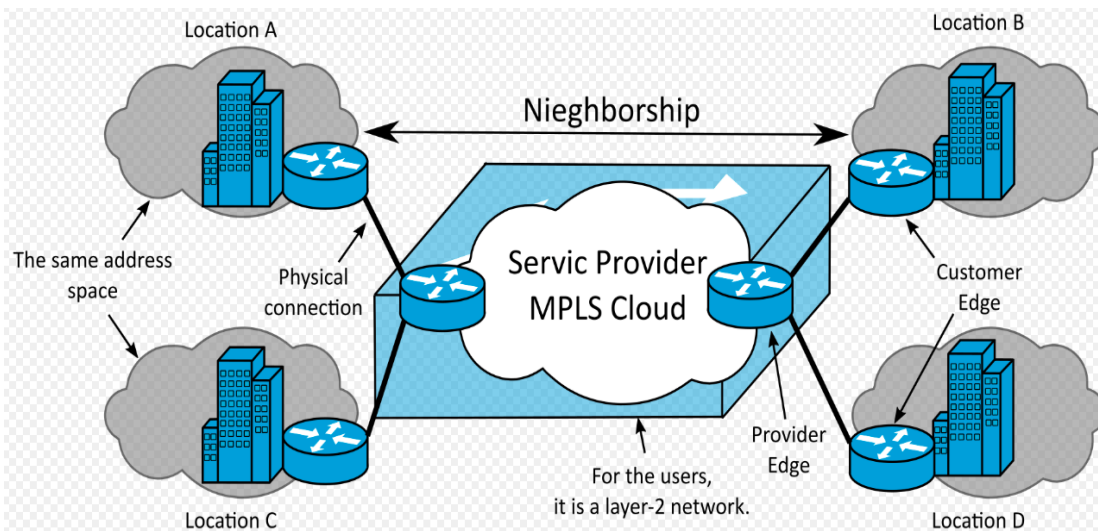 Location A
Location B
Nieghborship
The same address
space
Physical
connection
Servic Provider
MPLS Cloud
Customer
Edge
Provider
Edge
For the users,
it is a layer-2 network.
Location C
Location D